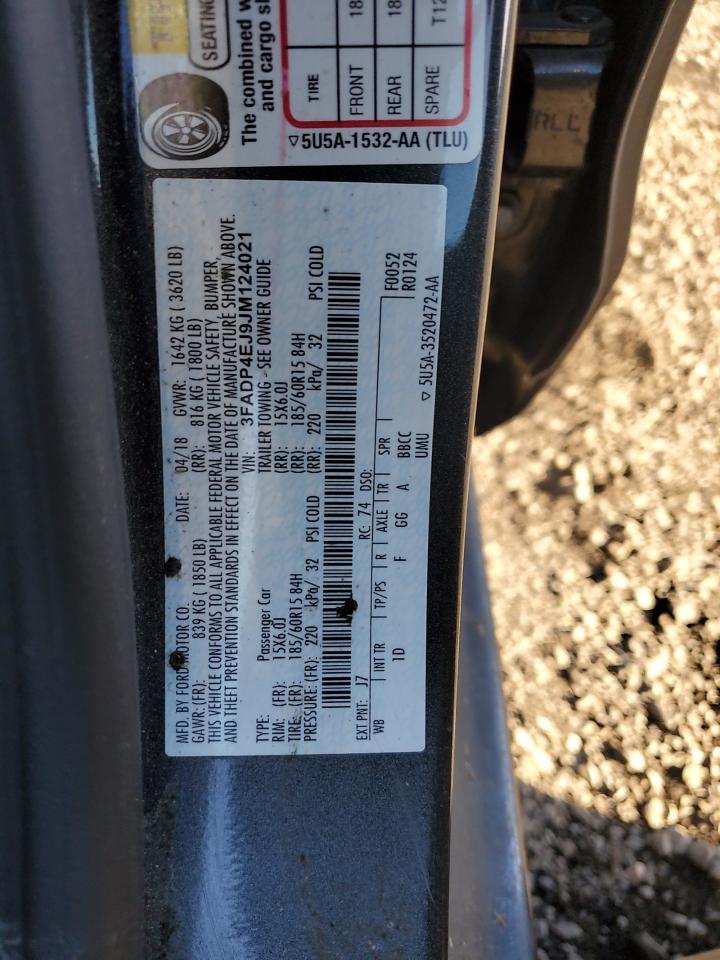 MFD. BY FORD MOTOR CO. DATE: 04/18 GVWR: 1642 KG ( 3620 LB)
GAWR: (FR): 839 KG ( 1850 LB) (RR): 816 KG ( 1800 LB)
THIS VEHICLE CONFORMS TO ALL APPLICABLE FEDERAL MOTOR VEHICLE SAFETY, BUMPER,
AND THEFT PREVENTION STANDARDS IN EFFECT ON THE DATE OF MANUFACTURE SHOWN ABOVE.
VIN: 3FADP4EJ9JM124021
TYPE: Passenger Car TRAILER TOWING - SEE OWNER GUIDE
RIM: (FR): 15X6.0J (RR): 15X6.0J
TIRE: (FR): 185/60R15 84H (RR): 185/60R15 84H
PRESSURE: (FR): 220 kPa/ 32 PSI COLD (RR): 220 kPa/ 32 PSI COLD
EXT PNT: J7 RC: 74 DSO: F0052
R0124
WB INT TR TP/PS R AXLE TR SPR
1D F GG A BBCC
UMU
▽ 5U5A-3520472-AA
SEATING
The combined w
and cargo s
TIRE
FRONT 18
REAR 18
SPARE T12
▽ 5U5A-1532-AA (TLU)
RLL